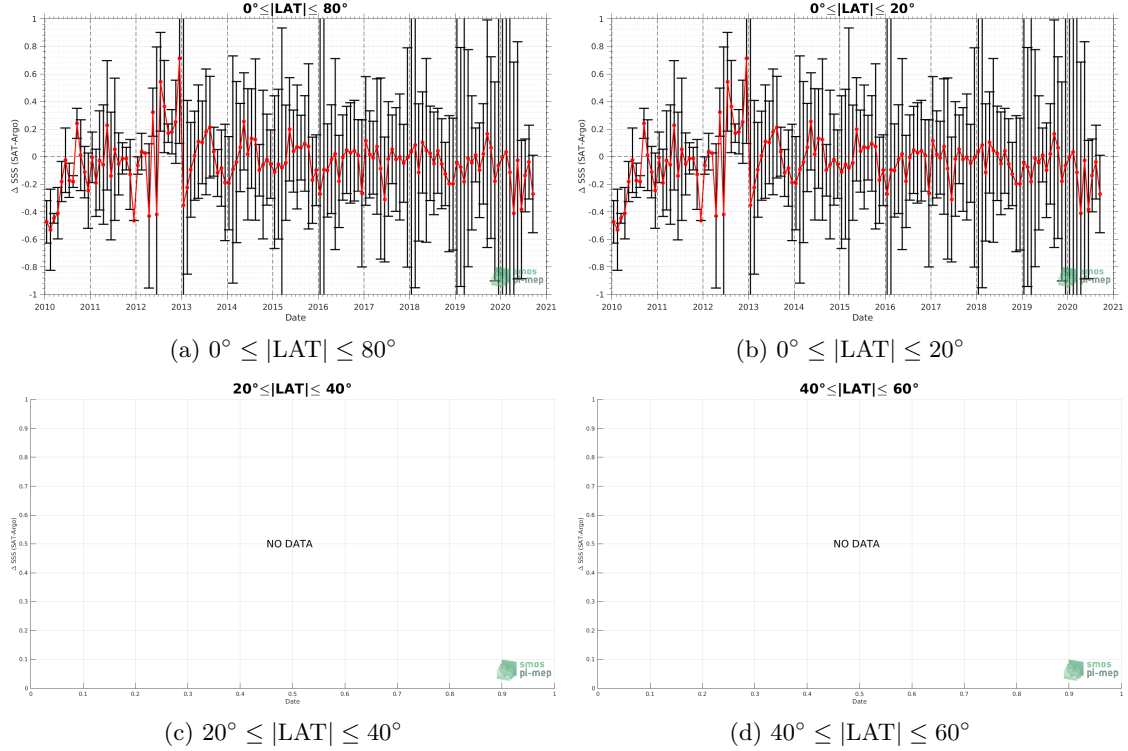 0°≤|LAT|≤ 80°
1
0.8
0.6
0.4
0.2
0
-0.2
-0.4
-0.6
-0.8
-1
Δ SSS (SAT-Argo)
2010 2011 2012 2013 2014 2015 2016 2017 2018 2019 2020 2021
Date
smos
pi-mep
(a) 0° ≤ |LAT| ≤ 80°
0°≤|LAT|≤ 20°
1
0.8
0.6
0.4
0.2
0
-0.2
-0.4
-0.6
-0.8
-1
Δ SSS (SAT-Argo)
2010 2011 2012 2013 2014 2015 2016 2017 2018 2019 2020 2021
Date
smos
pi-mep
(b) 0° ≤ |LAT| ≤ 20°
20°≤|LAT|≤ 40°
1
0.9
0.8
0.7
0.6
0.5
0.4
0.3
0.2
0.1
0
Δ SSS (SAT-Argo)
NO DATA
0 0.1 0.2 0.3 0.4 0.5 0.6 0.7 0.8 0.9 1
Date
smos
pi-mep
(c) 20° ≤ |LAT| ≤ 40°
40°≤|LAT|≤ 60°
1
0.9
0.8
0.7
0.6
0.5
0.4
0.3
0.2
0.1
0
Δ SSS (SAT-Argo)
NO DATA
0 0.1 0.2 0.3 0.4 0.5 0.6 0.7 0.8 0.9 1
Date
smos
pi-mep
(d) 40° ≤ |LAT| ≤ 60°